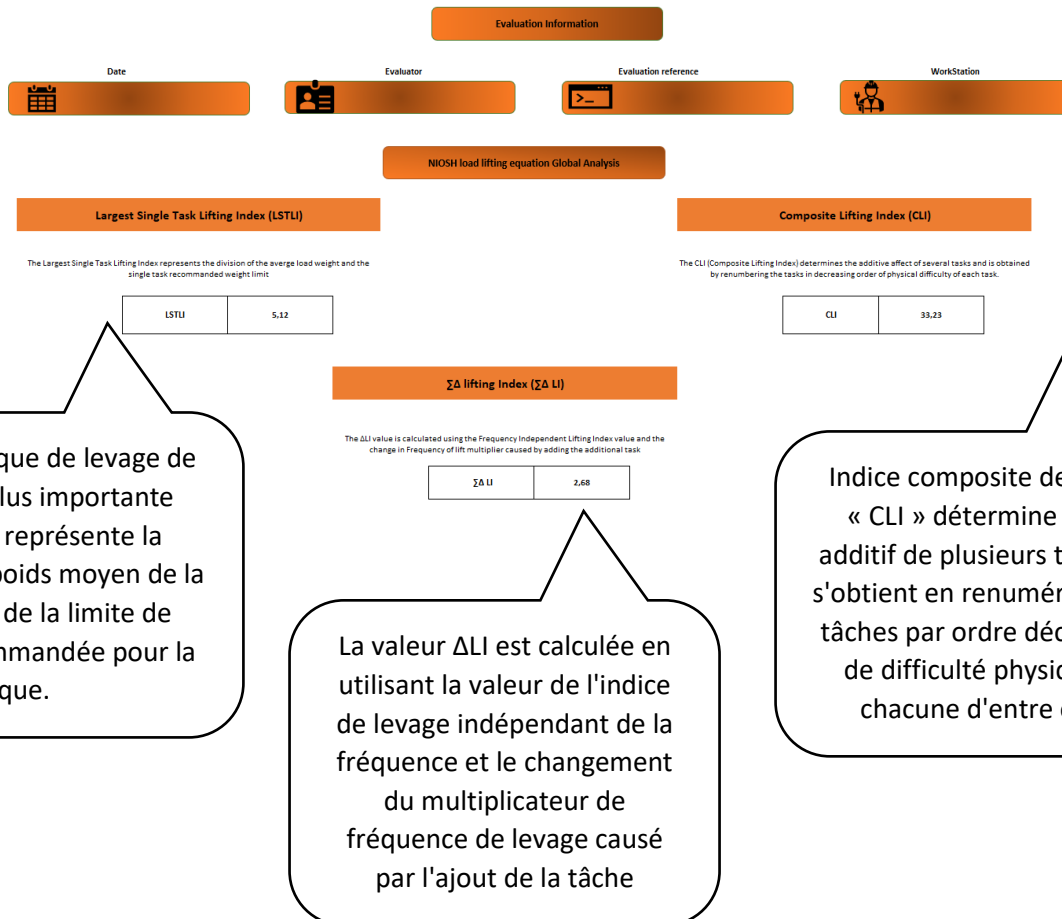 Evaluation Information
Date
Evaluator
Evaluation reference
WorkStation
NIOSH load lifting equation Global Analysis
Largest Single Task Lifting Index (LSTLI)
Composite Lifting Index (CLI)
The Largest Single Task Lifting Index represents the division of the averge load weight and the
single task recommanded weight limit
The CLI (Composite Lifting Index) determines the additive affect of several tasks and is obtained
by renumbering the tasks in decreasing order of physical difficulty of each task.
LSTLI 5,12
CLI 33,23
∑Δ lifting Index (∑Δ LI)
The ΔLI value is calculated using the Frequency Independent Lifting Index value and the
change in Frequency of lift multiplier caused by adding the additional task
∑Δ LI 2,68
que de levage de
lus importante
représente la
poids moyen de la
de la limite de
mmandée pour la
que.
La valeur ΔLI est calculée en
utilisant la valeur de l'indice
de levage indépendant de la
fréquence et le changement
du multiplicateur de
fréquence de levage causé
par l'ajout de la tâche
Indice composite de
« CLI » détermine
additif de plusieurs t
s'obtient en renumér
tâches par ordre déc
de difficulté physic
chacune d'entre